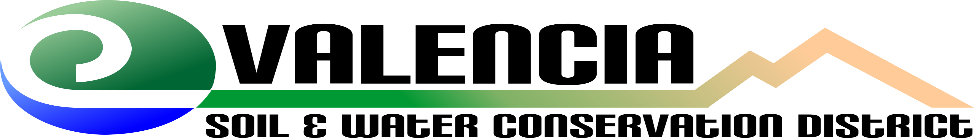 VALENCIA
SOIL & WATER CONSERVATION DISTRICT